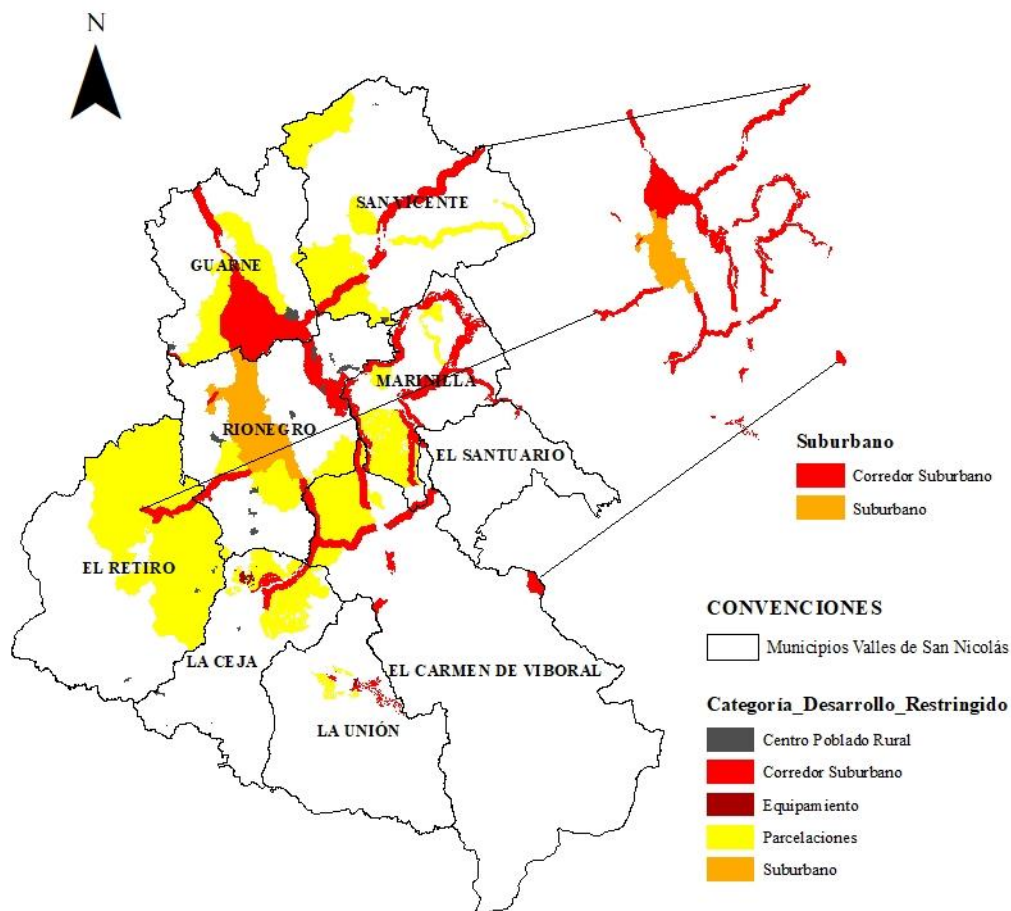 N
SAN VICENTE
GUARNE
MARINILLA
RIONEGRO
EL SANTUARIO
EL RETIRO
LA CEJA
EL CARMEN DE VIBORAL
LA UNIÓN
Suburbano
Corredor Suburbano
Suburbano
CONVENCIONES
Municipios Valles de San Nicolás
Categoría_Desarrollo_Restringido
Centro Poblado Rural
Corredor Suburbano
Equipamiento
Parcelaciones
Suburbano